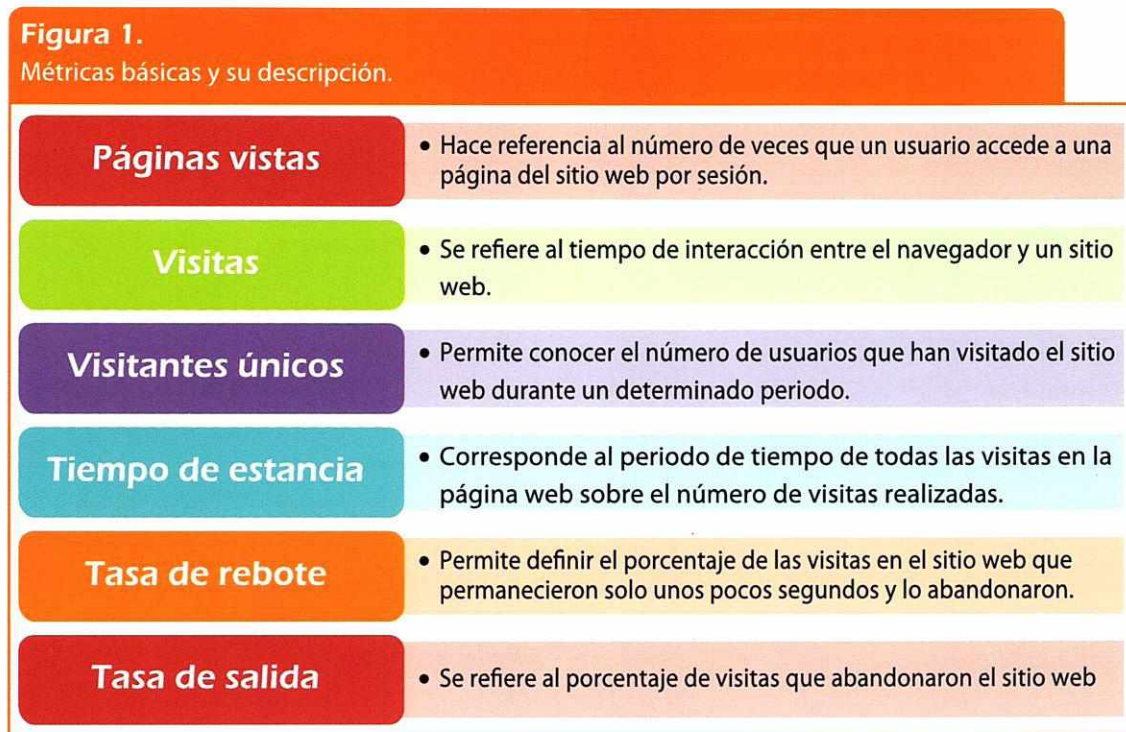 Figura 1.
Métricas básicas y su descripción.
Páginas vistas
• Hace referencia al número de veces que un usuario accede a una
página del sitio web por sesión.
Visitas
• Se refiere al tiempo de interacción entre el navegador y un sitio
web.
Visitantes únicos
• Permite conocer el número de usuarios que han visitado el sitio
web durante un determinado periodo.
Tiempo de estancia
• Corresponde al periodo de tiempo de todas las visitas en la
página web sobre el número de visitas realizadas.
Tasa de rebote
• Permite definir el porcentaje de las visitas en el sitio web que
permanecieron solo unos pocos segundos y lo abandonaron.
Tasa de salida
• Se refiere al porcentaje de visitas que abandonaron el sitio web